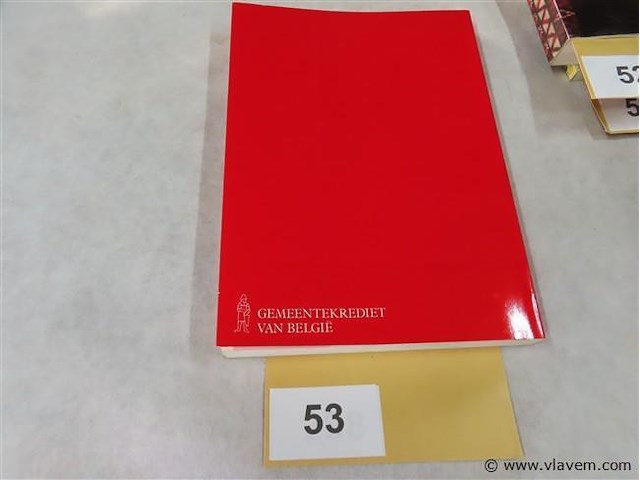 GEMEENTEKREDIET
VAN BELGIË
53
© www.vlavem.com